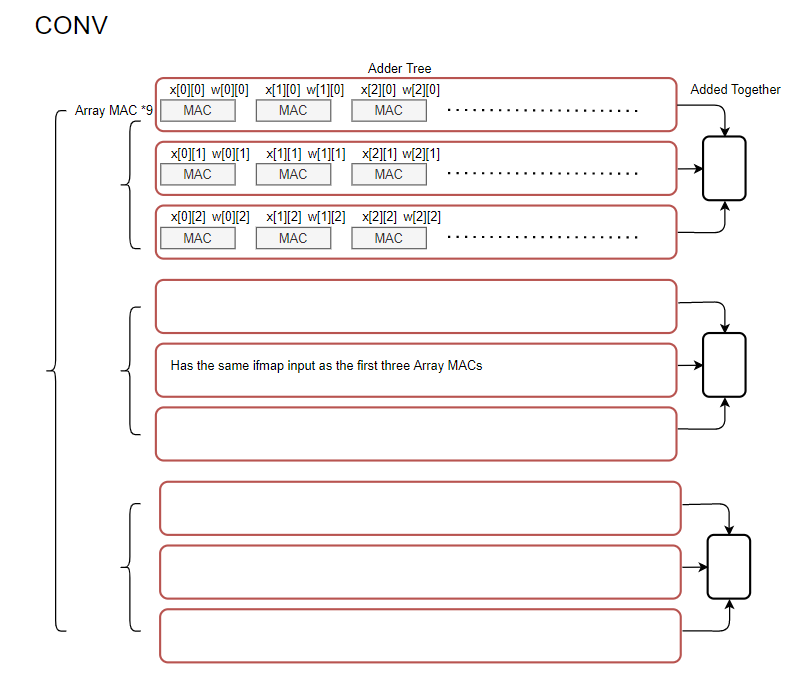 CONV
Adder Tree
Array MAC *9
x[0][0] w[0][0] x[1][0] w[1][0] x[2][0] w[2][0]
Added Together
MAC MAC MAC
x[0][1] w[0][1] x[1][1] w[1][1] x[2][1] w[2][1]
MAC MAC MAC
x[0][2] w[0][2] x[1][2] w[1][2] x[2][2] w[2][2]
MAC MAC MAC
Has the same ifmap input as the first three Array MACs